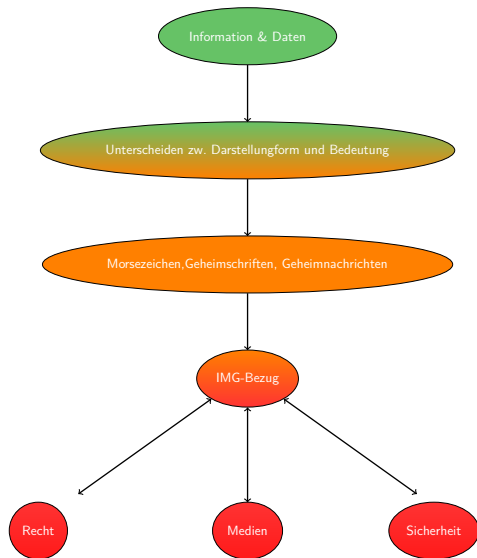 Information & Daten
Unterscheiden zw. Darstellungform und Bedeutung
Morsezeichen,Geheimschriften, Geheimnachrichten
IMG-Bezug
Recht
Medien
Sicherheit